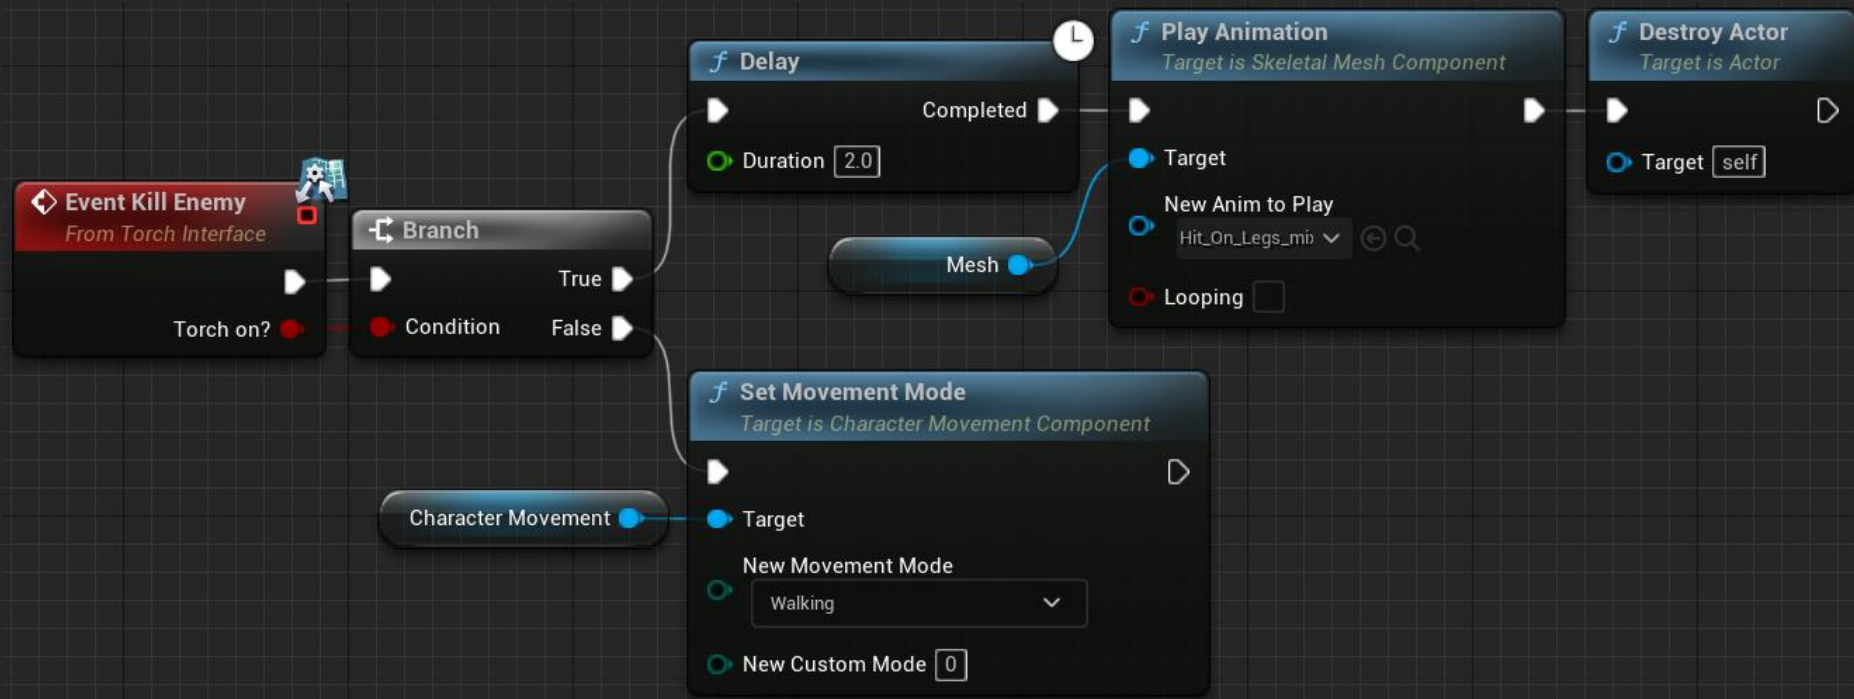 Event Kill Enemy
From Torch Interface
Torch on?
Branch
True
Condition
False
Delay
Completed
Duration 2.0
Mesh
Play Animation
Target is Skeletal Mesh Component
Target
New Anim to Play
Hit_On_Legs_mi
Looping
Destroy Actor
Target is Actor
Target self
Character Movement
Set Movement Mode
Target is Character Movement Component
Target
New Movement Mode
Walking
New Custom Mode 0